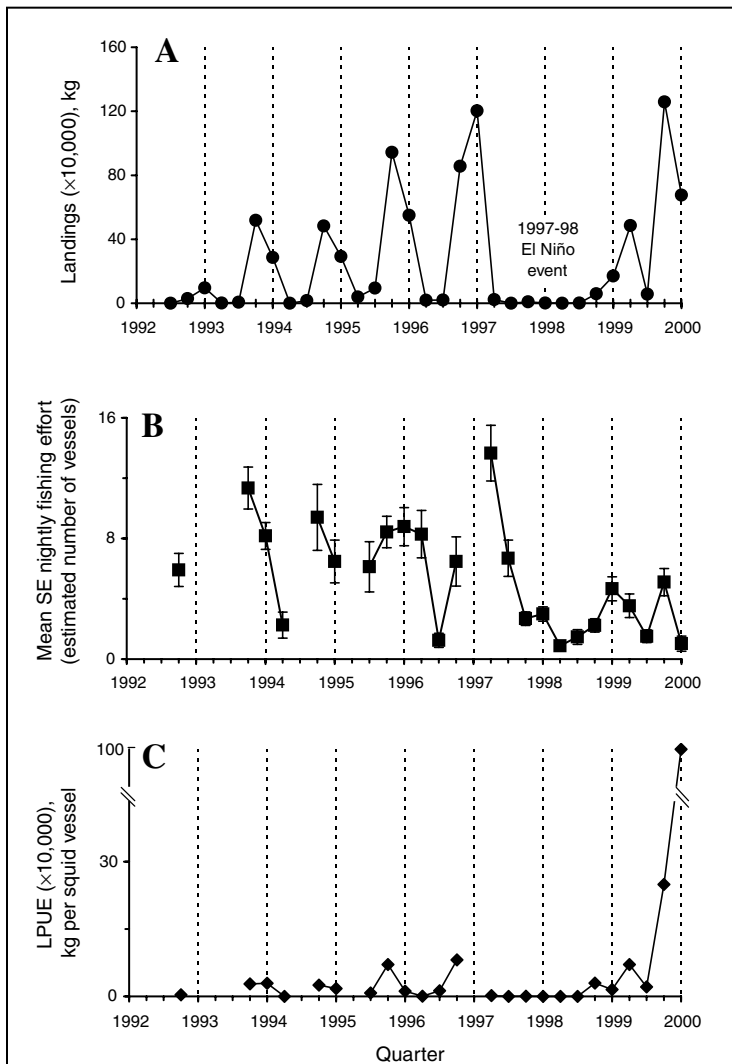 A
160
120
80
40
0
Landings (×10,000), kg
1997-98
El Niño
event
1992 1993 1994 1995 1996 1997 1998 1999 2000
B
16
8
0
Mean SE nightly fishing effort
(estimated number of vessels)
1992 1993 1994 1995 1996 1997 1998 1999 2000
C
100
30
0
LPUE (×10,000),
kg per squid vessel
1992 1993 1994 1995 1996 1997 1998 1999 2000
Quarter